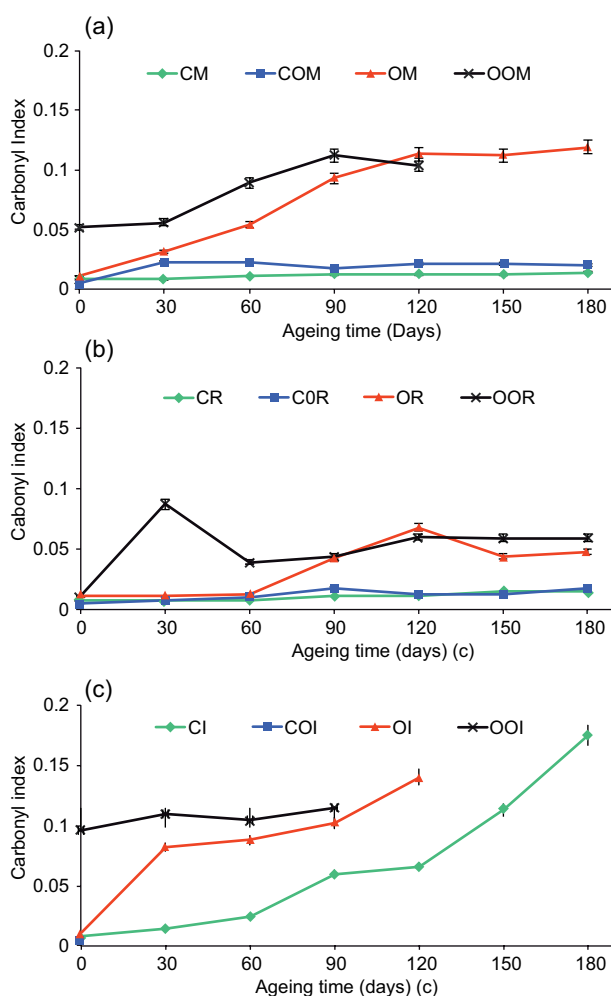 (a)
0.2
CM COM OM OOM
0.15
0.1
0.05
0
Carbonyl Index
0 30 60 90 120 150 180
Ageing time (Days)
(b)
0.2
CR C0R OR OOR
0.15
0.1
0.05
0
Cabonyl index
0 30 60 90 120 150 180
Ageing time (days) (c)
(c)
0.2
CI COI OI OOI
0.15
0.1
0.05
0
Carbonyl index
0 30 60 90 120 150 180
Ageing time (days) (c)